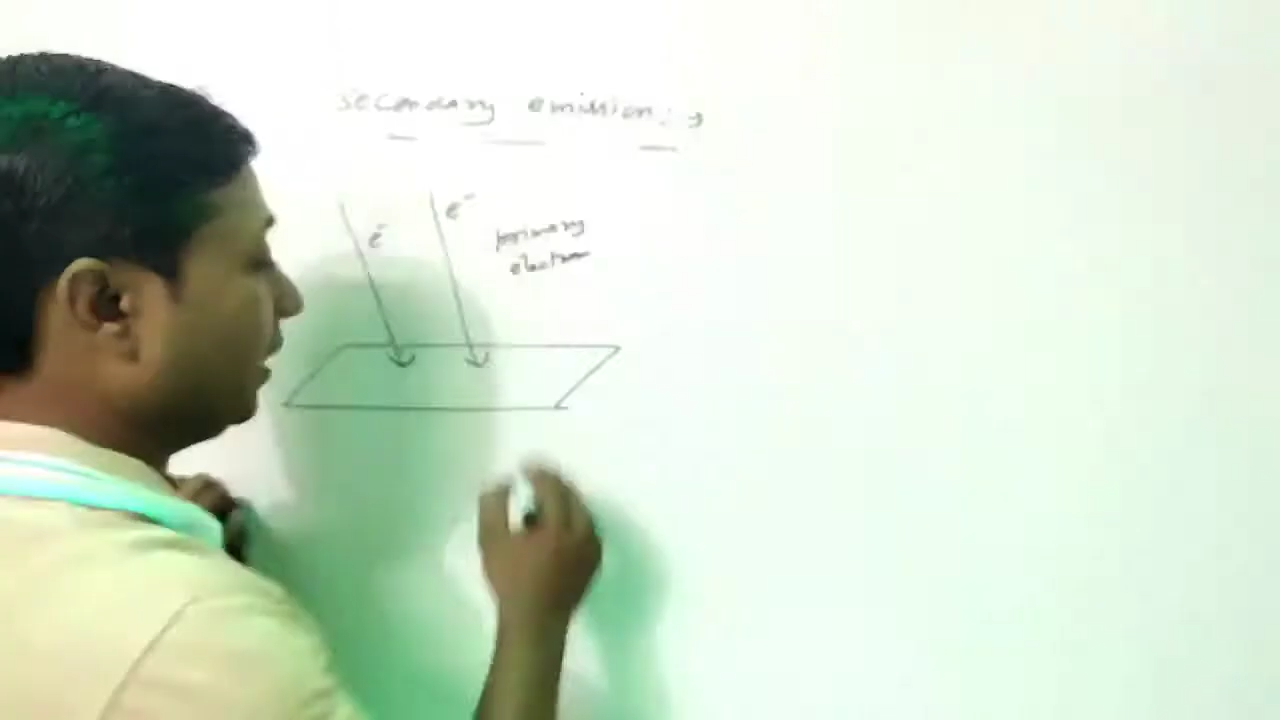 secondary emission:→
e⁻
e⁻
primary
electron